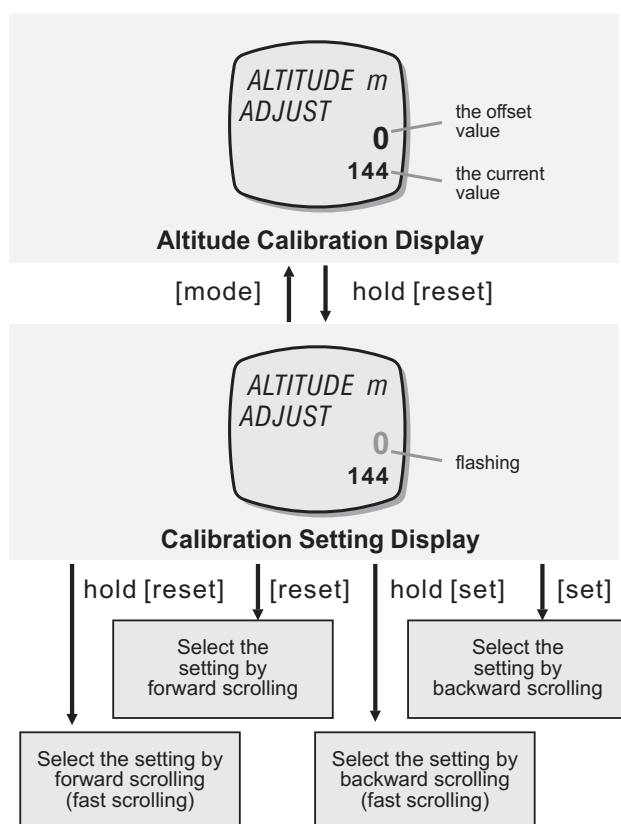 ALTITUDE m
ADJUST
0
144
the offset
value
the current
value
Altitude Calibration Display
[mode]
hold [reset]
ALTITUDE m
ADJUST
0
144
flashing
Calibration Setting Display
hold [reset]
[reset]
hold [set]
[set]
Select the
setting by
forward scrolling
Select the
setting by
backward scrolling
Select the setting by
forward scrolling
(fast scrolling)
Select the setting by
backward scrolling
(fast scrolling)